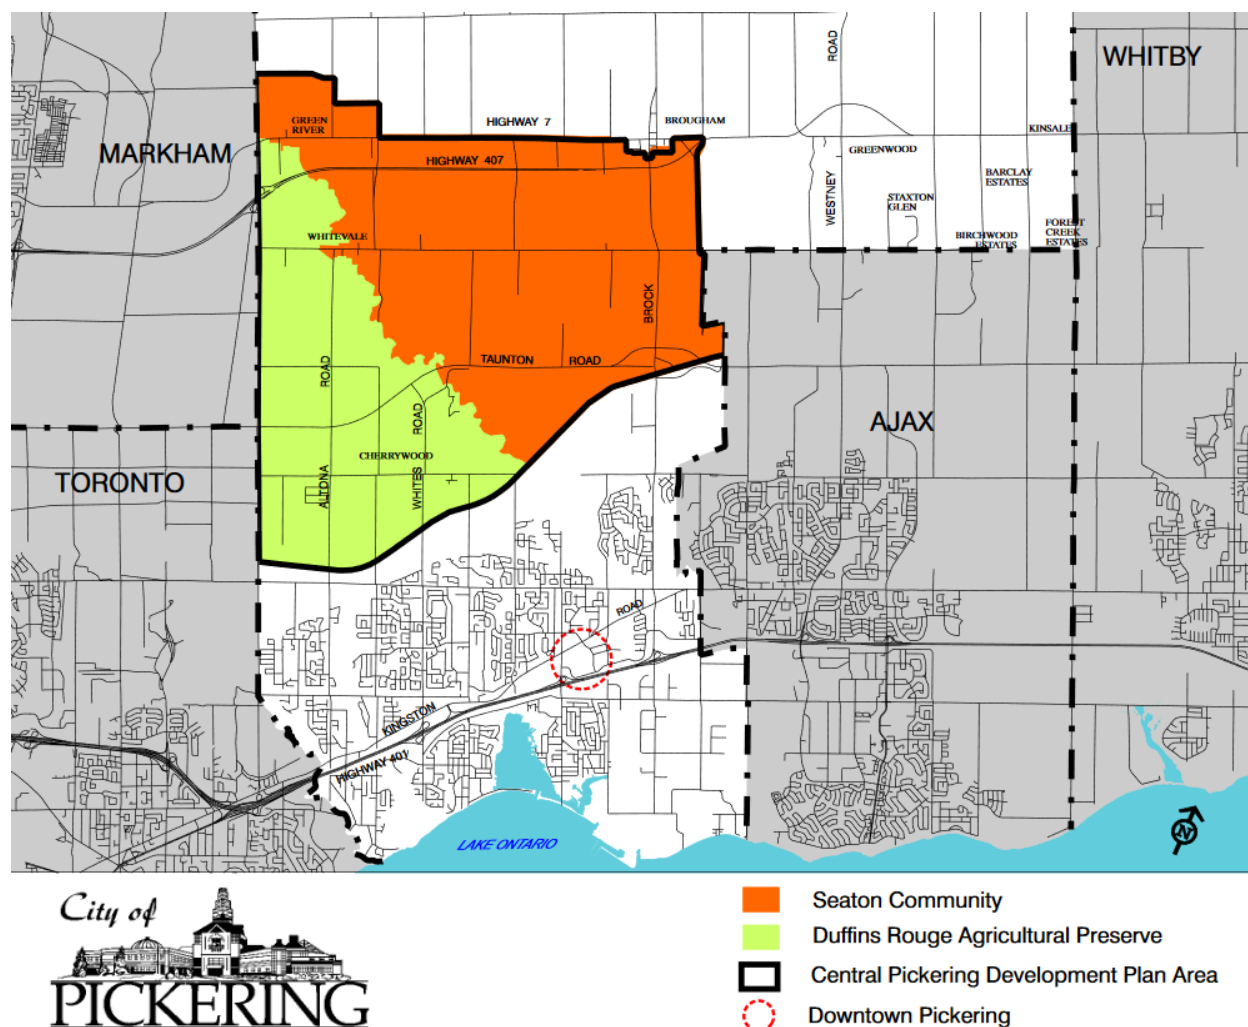 WHITBY
ROAD
GREEN
RIVER
HIGHWAY 7
BROUGHAM
KINSALE
MARKHAM
HIGHWAY 407
GREENWOOD
WESTNEY
BARCLAY
ESTATES
STAXTON
GLEN
WHITEVALE
BIRCHWOOD
ESTATES
FOREST
CREEK
ESTATES
BROCK
TAUNTON ROAD
ROAD
ROAD
AJAX
CHERRYWOOD
TORONTO
ALTONA
WHITES
ROAD
KINGSTON
HIGHWAY 401
LAKE ONTARIO
N
City of
PICKERING
Seaton Community
Duffins Rouge Agricultural Preserve
Central Pickering Development Plan Area
Downtown Pickering